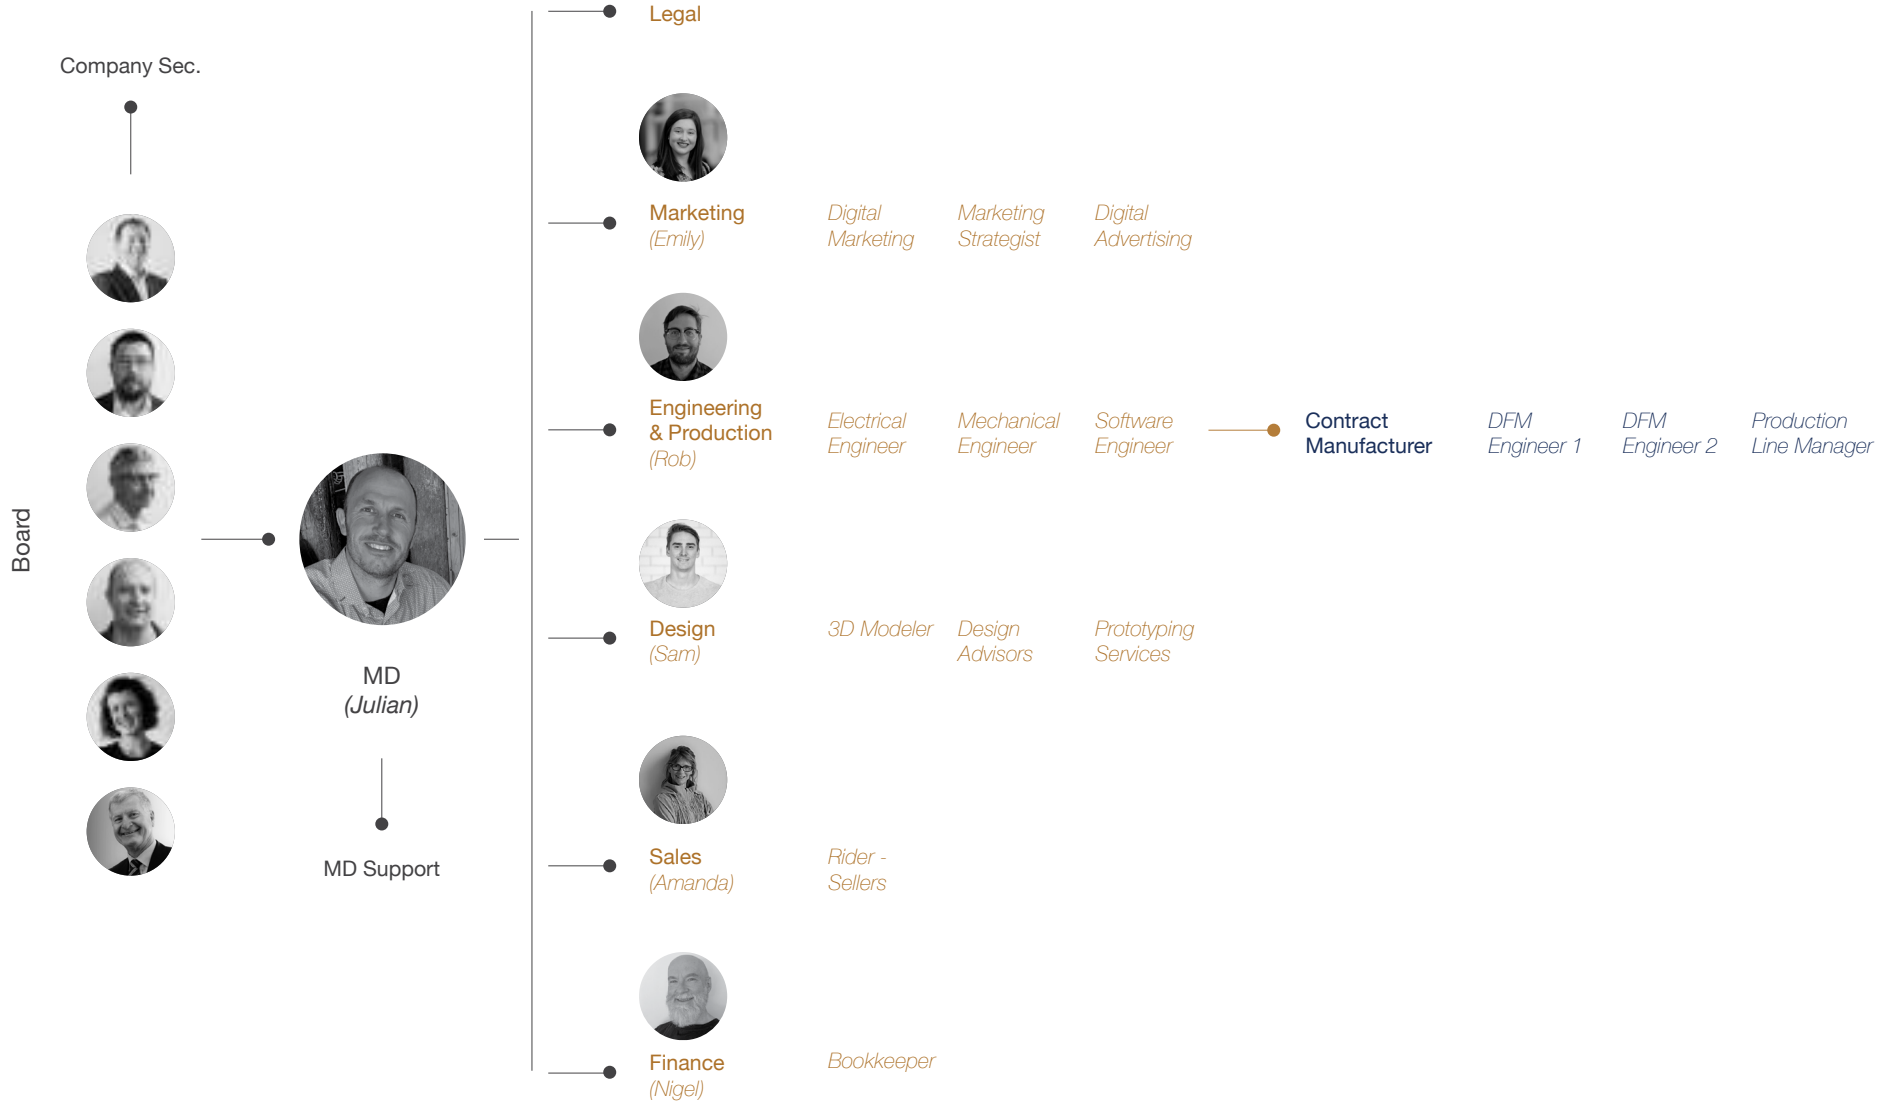 Legal
Company Sec.
Board
MD
(Julian)
MD Support
Marketing
(Emily)
Digital
Marketing
Marketing
Strategist
Digital
Advertising
Engineering
& Production
(Rob)
Electrical
Engineer
Mechanical
Engineer
Software
Engineer
Contract
Manufacturer
DFM
Engineer 1
DFM
Engineer 2
Production
Line Manager
Design
(Sam)
3D Modeler
Design
Advisors
Prototyping
Services
Sales
(Amanda)
Rider -
Sellers
Finance
(Nigel)
Bookkeeper